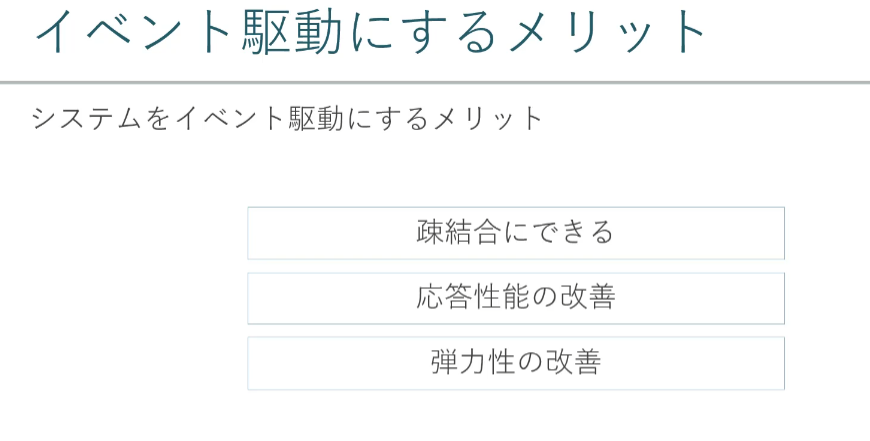 イベント駆動にするメリット
システムをイベント駆動にするメリット
疎結合にできる
応答性能の改善
弾力性の改善